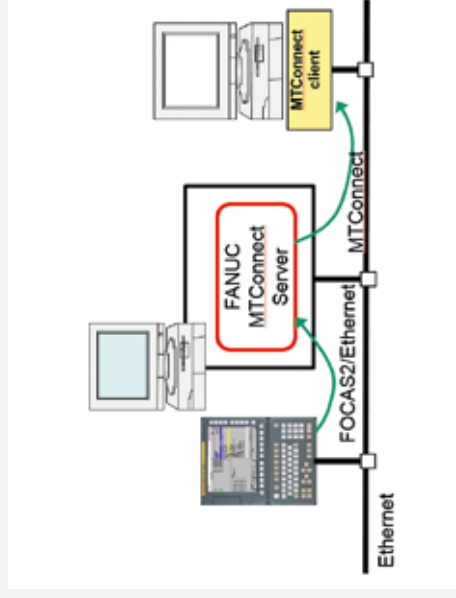 MTConnect
client
FANUC
MTConnect
Server
MTConnect
FOCAS2/Ethernet
Ethernet